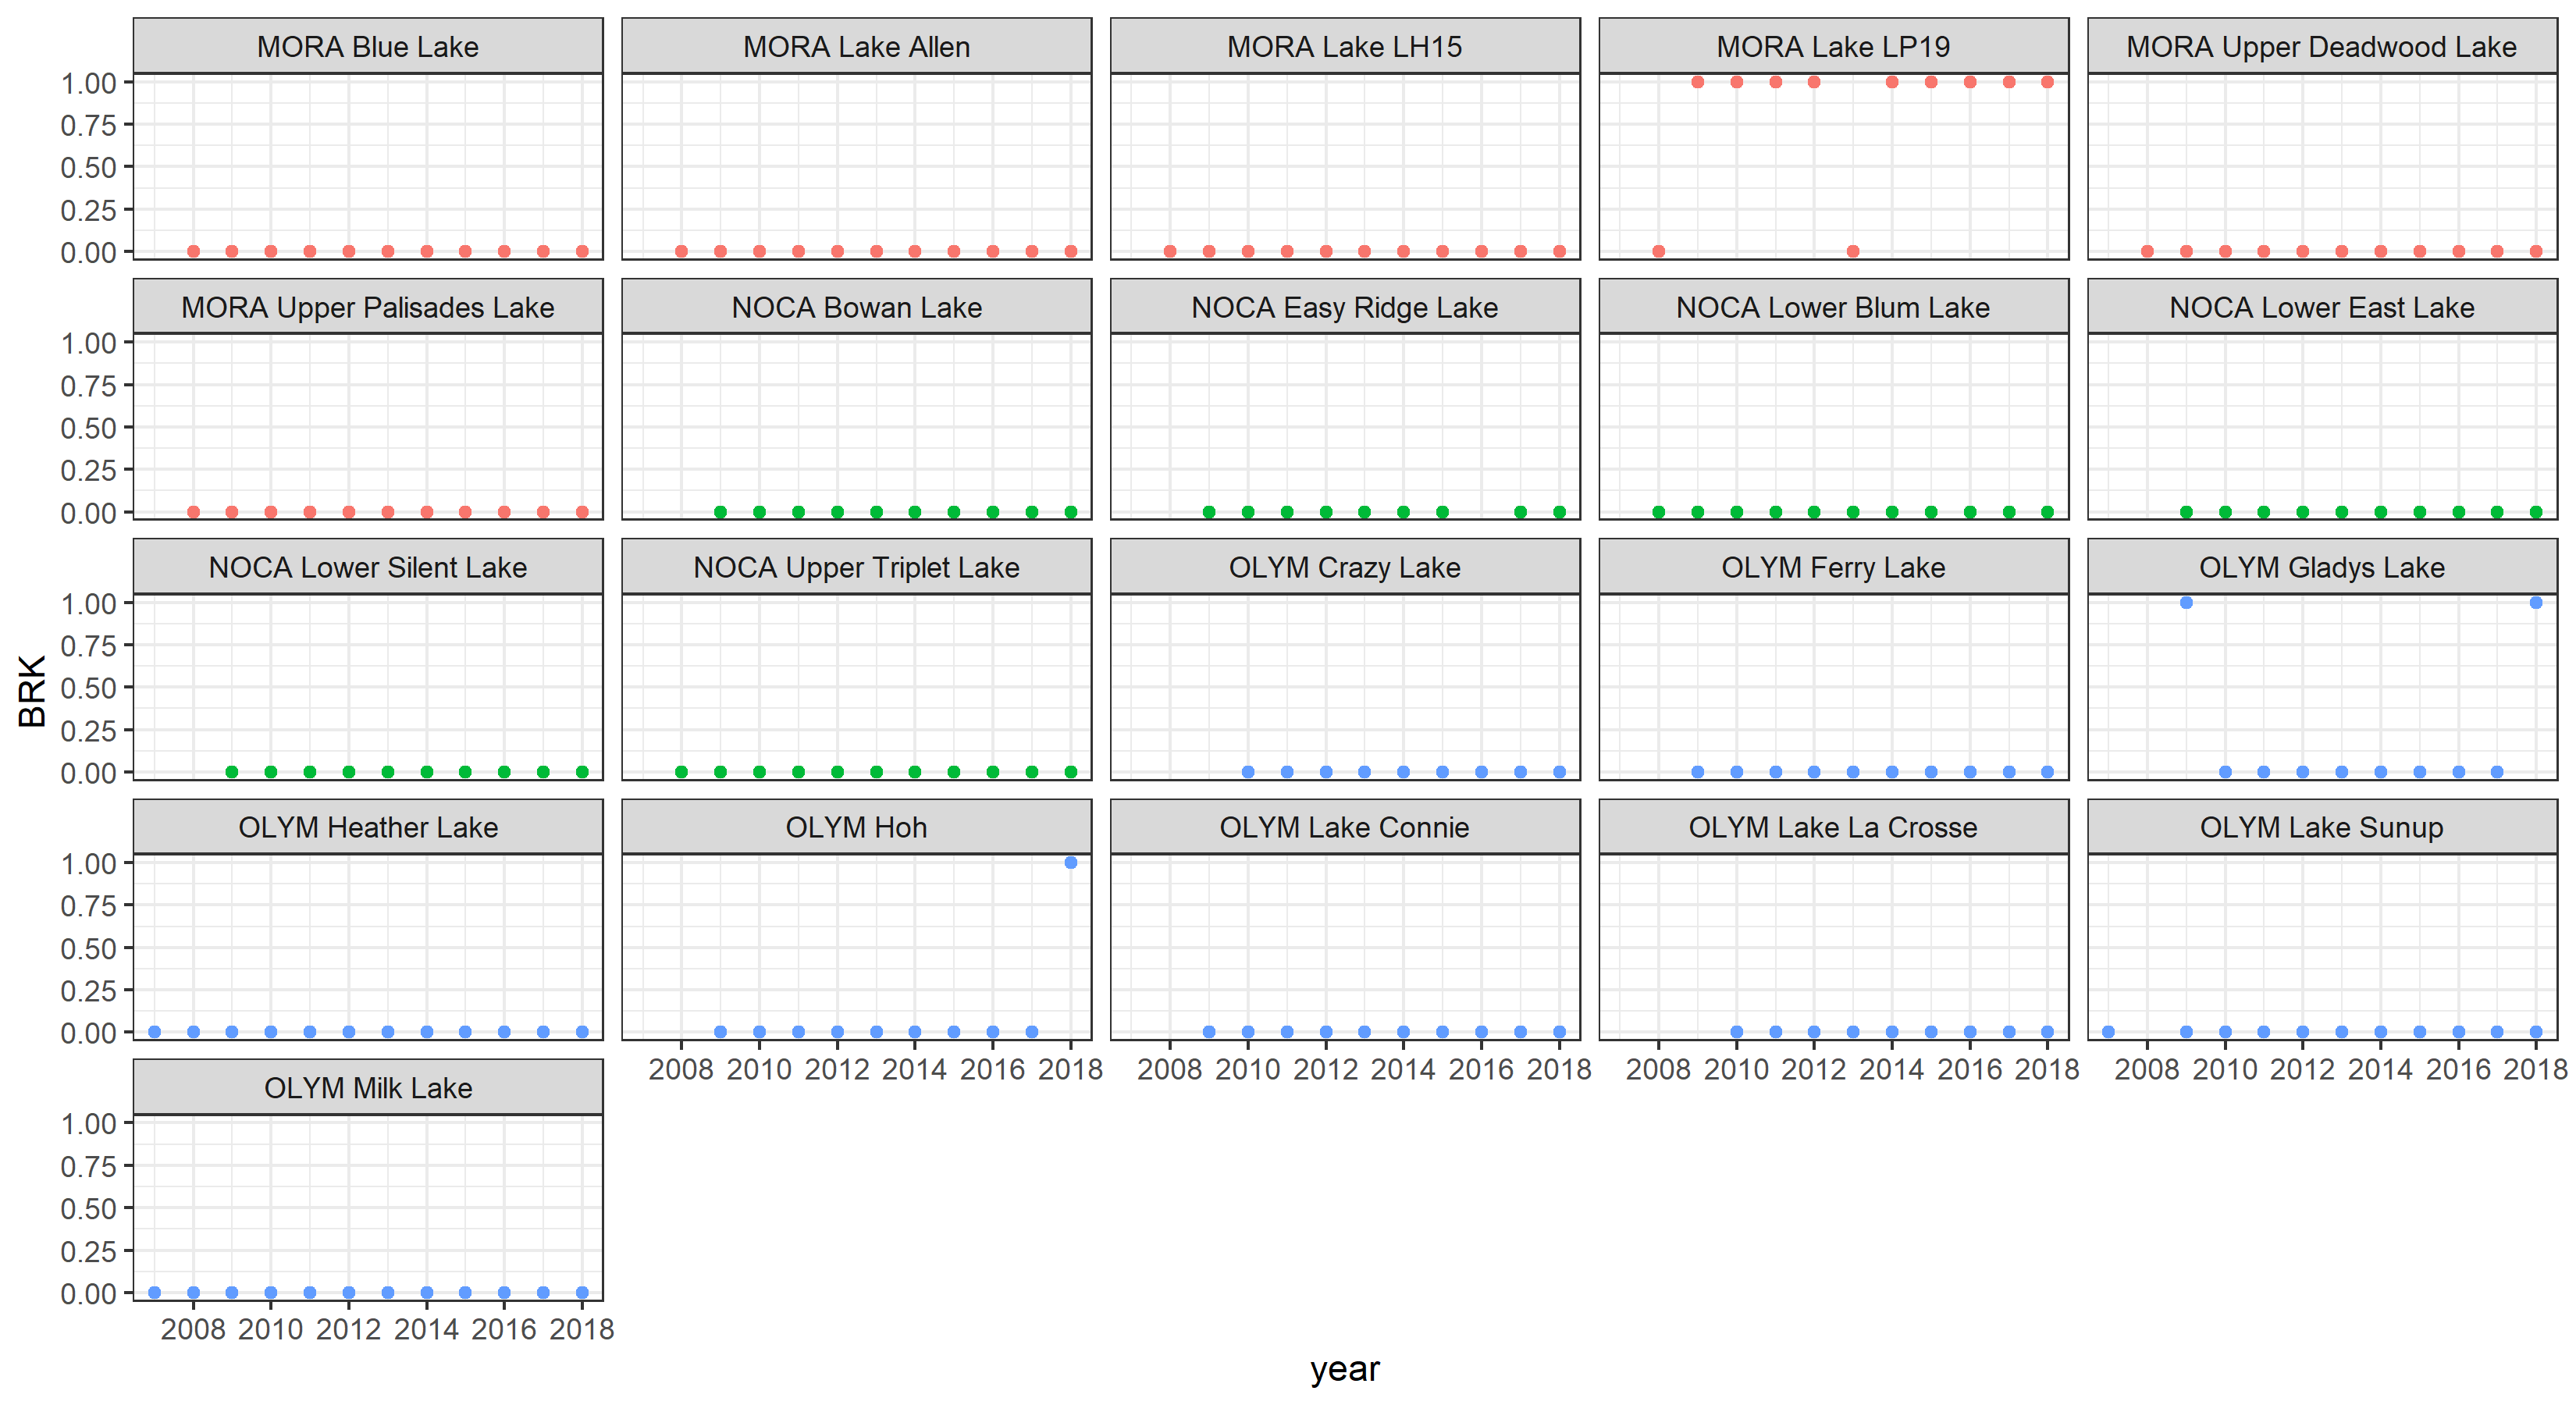 MORA Blue Lake MORA Lake Allen MORA Lake LH15 MORA Lake LP19 MORA Upper Deadwood Lake
1.00
0.75
0.50
0.25
0.00
MORA Upper Palisades Lake NOCA Bowan Lake NOCA Easy Ridge Lake NOCA Lower Blum Lake NOCA Lower East Lake
1.00
0.75
0.50
0.25
0.00
NOCA Lower Silent Lake NOCA Upper Triplet Lake OLYM Crazy Lake OLYM Ferry Lake OLYM Gladys Lake
1.00
0.75
0.50
0.25
0.00
BRK
OLYM Heather Lake OLYM Hoh OLYM Lake Connie OLYM Lake La Crosse OLYM Lake Sunup
1.00
0.75
0.50
0.25
0.00
2008 2010 2012 2014 2016 2018 2008 2010 2012 2014 2016 2018 2008 2010 2012 2014 2016 2018 2008 2010 2012 2014 2016 2018
OLYM Milk Lake
1.00
0.75
0.50
0.25
0.00
2008 2010 2012 2014 2016 2018
year